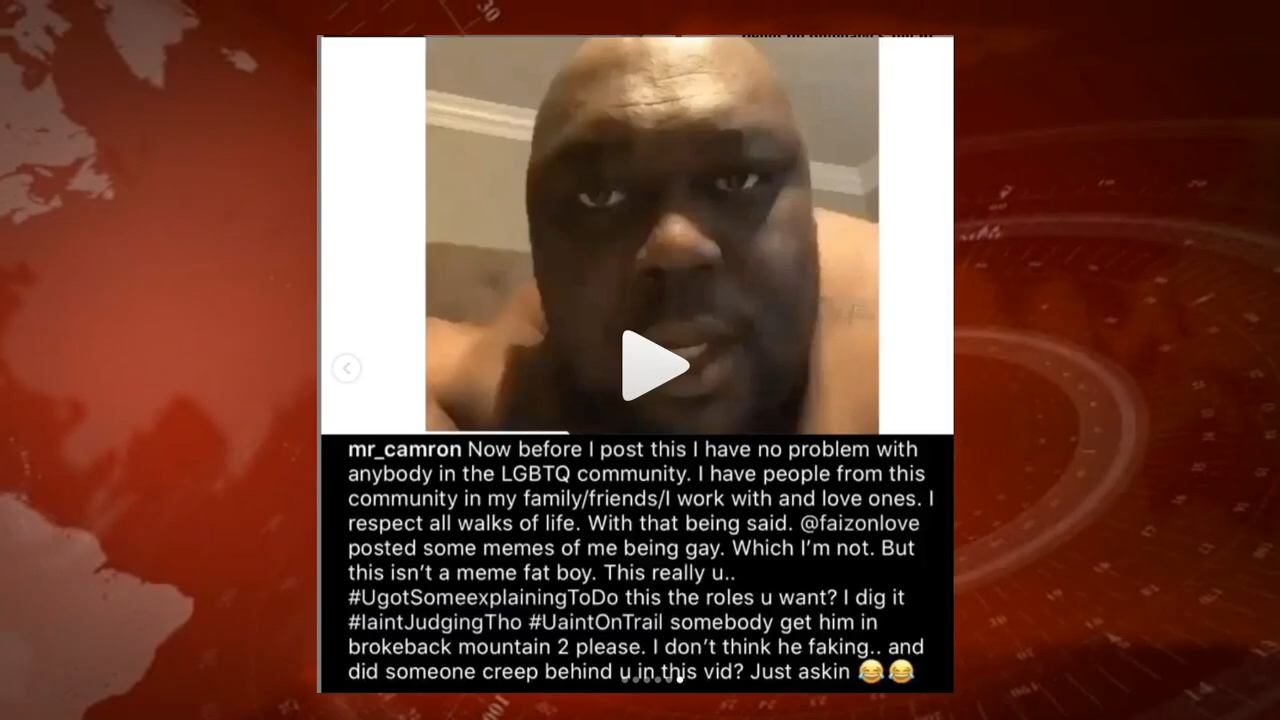 30
mr_camron Now before I post this I have no problem with
anybody in the LGBTQ community. I have people from this
community in my family/friends/I work with and love ones. I
respect all walks of life. With that being said. @faizonlove
posted some memes of me being gay. Which I'm not. But
this isn't a meme fat boy. This really u..
#UgotSomeexplainingToDo this the roles u want? I dig it
#IaintJudgingTho #UaintOnTrail somebody get him in
brokeback mountain 2 please. I don't think he faking.. and
did someone creep behind u in this vid? Just askin 😂😂
100